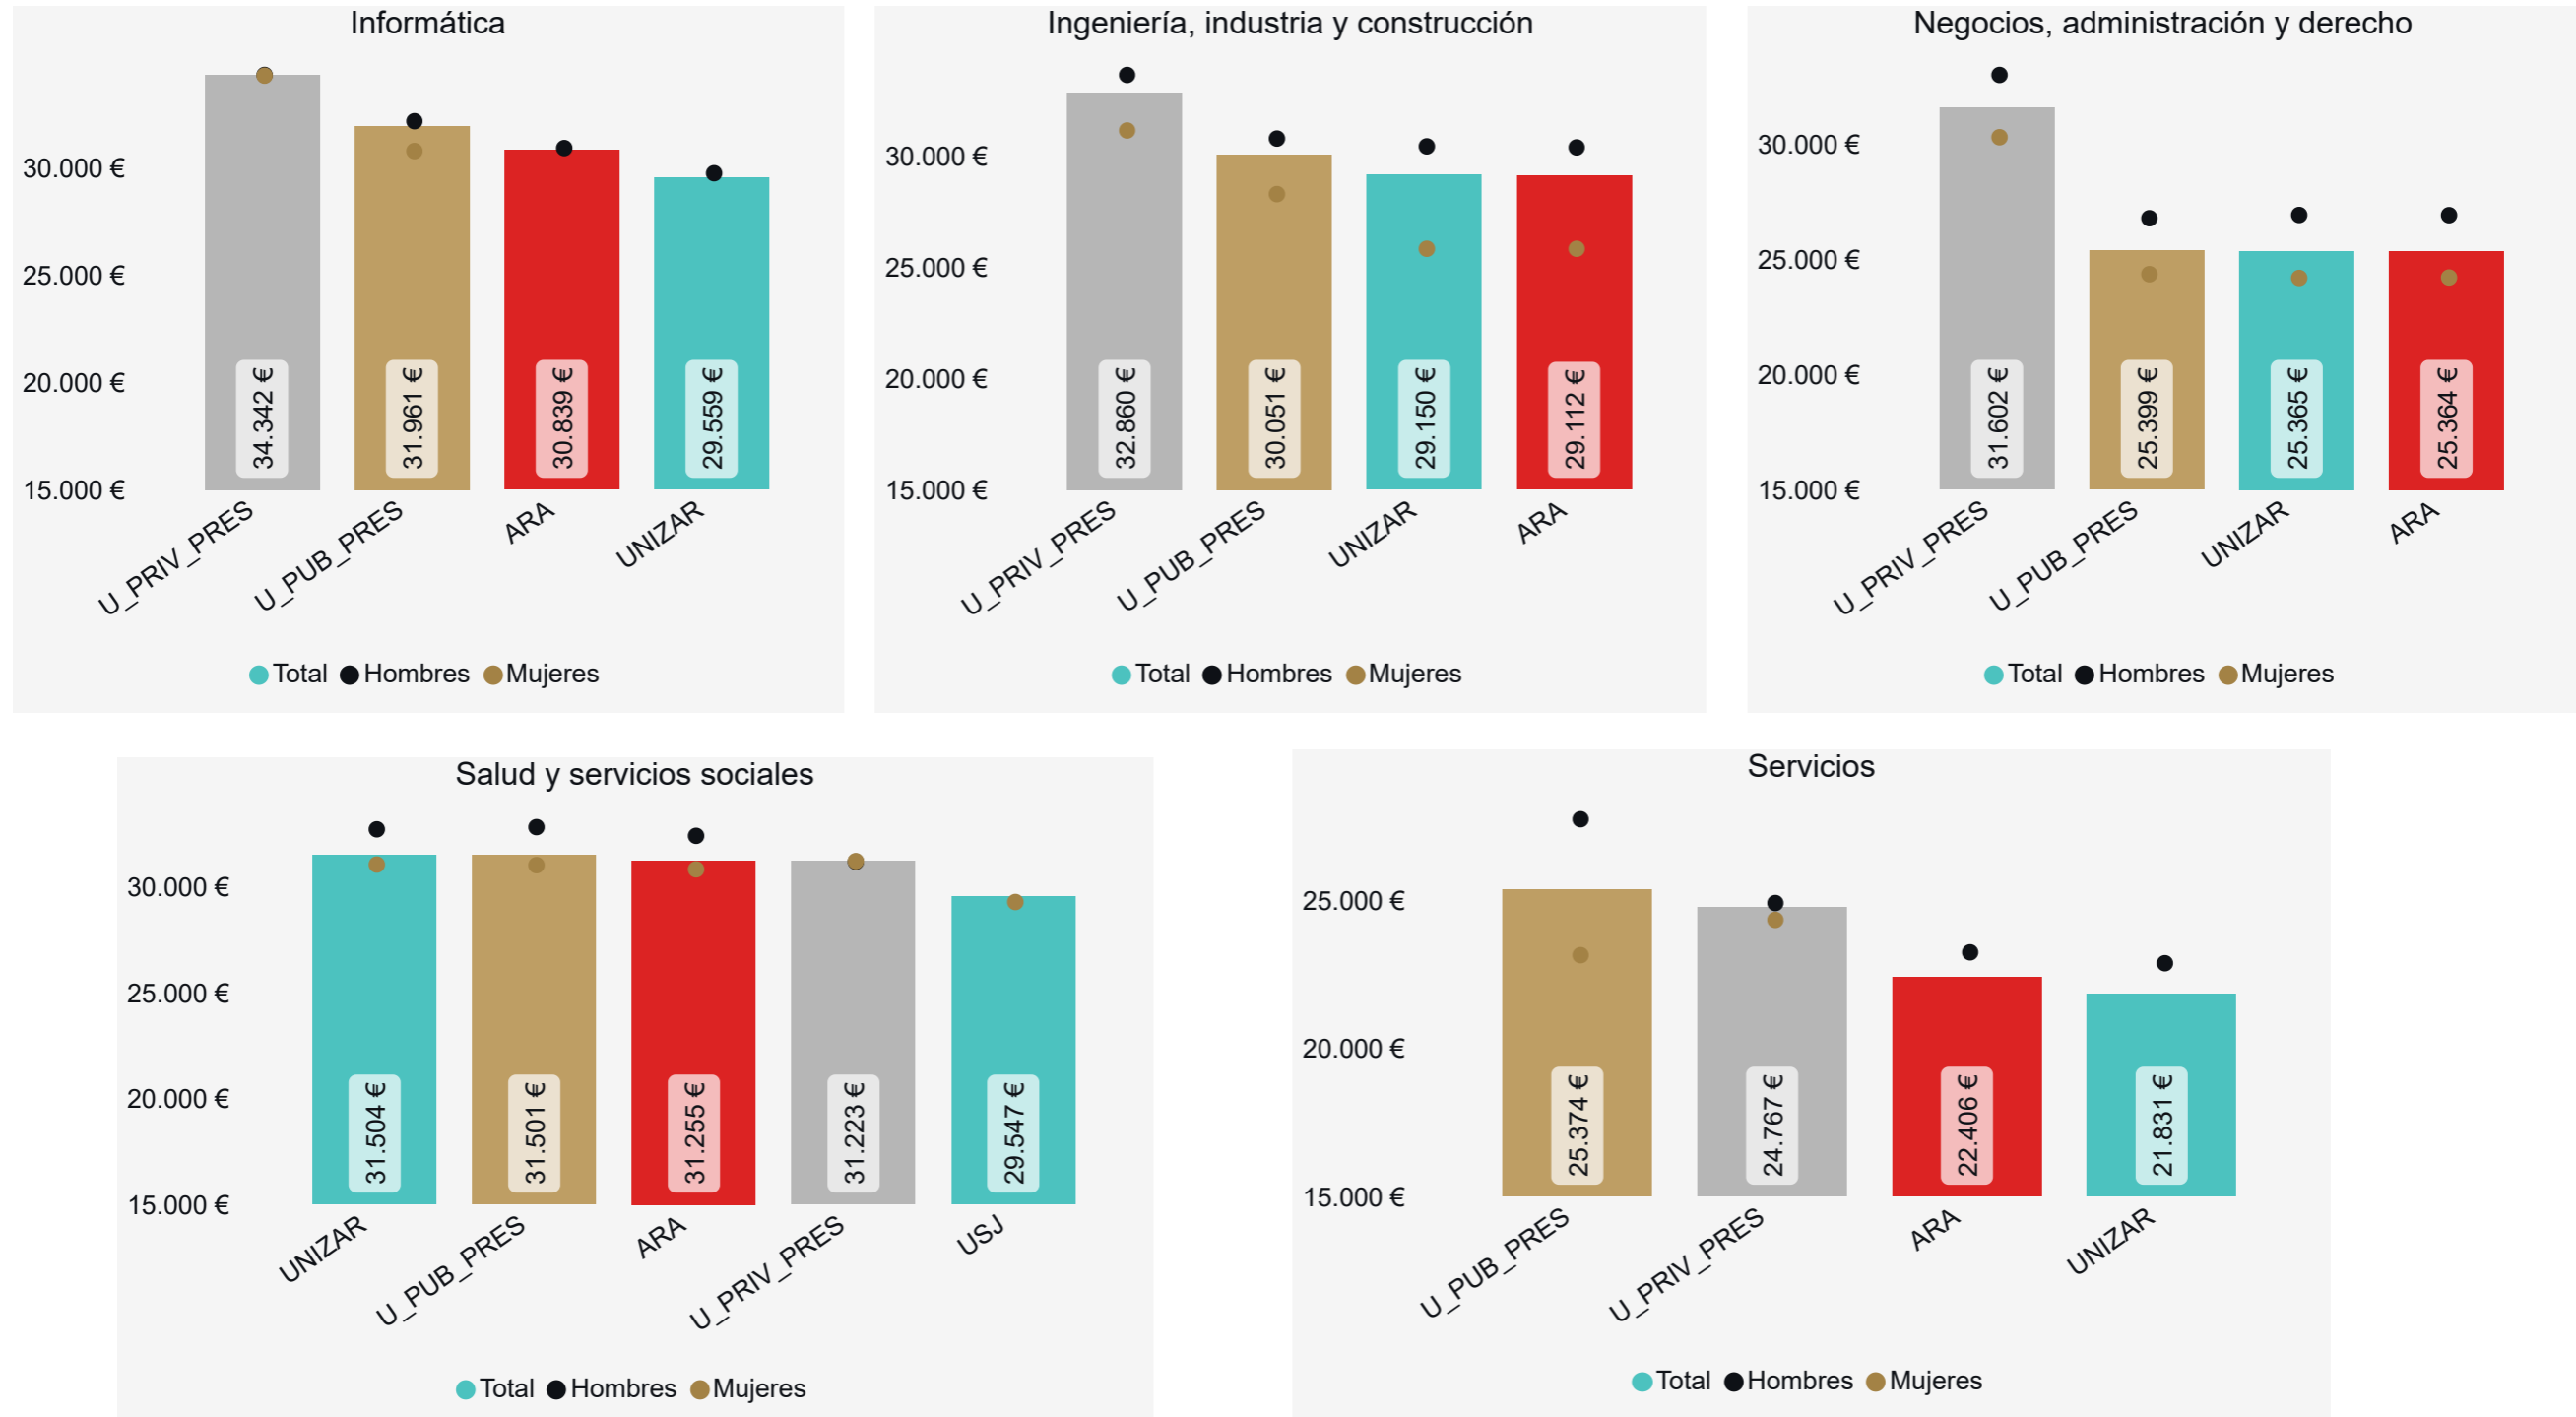 Informática
30.000 €
25.000 €
20.000 €
15.000 €
34.342 €
31.961 €
30.839 €
29.559 €
U_PRIV_PRES
U_PUB_PRES
ARA
UNIZAR
Total Hombres Mujeres
Ingeniería, industria y construcción
30.000 €
25.000 €
20.000 €
15.000 €
32.860 €
30.051 €
29.150 €
29.112 €
U_PRIV_PRES
U_PUB_PRES
UNIZAR
ARA
Total Hombres Mujeres
Negocios, administración y derecho
30.000 €
25.000 €
20.000 €
15.000 €
31.602 €
25.399 €
25.365 €
25.364 €
U_PRIV_PRES
U_PUB_PRES
UNIZAR
ARA
Total Hombres Mujeres
Salud y servicios sociales
30.000 €
25.000 €
20.000 €
15.000 €
31.504 €
31.501 €
31.255 €
31.223 €
29.547 €
UNIZAR
U_PUB_PRES
ARA
U_PRIV_PRES
USJ
Total Hombres Mujeres
Servicios
25.000 €
20.000 €
15.000 €
25.374 €
24.767 €
22.406 €
21.831 €
U_PUB_PRES
U_PRIV_PRES
ARA
UNIZAR
Total Hombres Mujeres